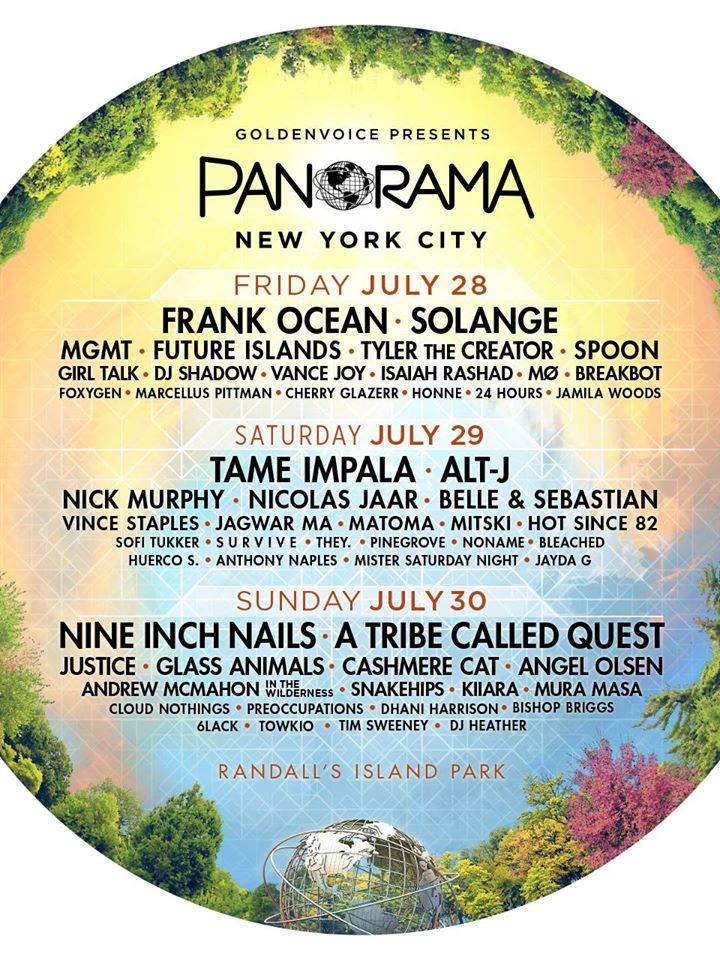 GOLDENVOICE PRESENTS
PANORAMA
NEW YORK CITY
FRIDAY JULY 28
FRANK OCEAN · SOLANGE
MGMT • FUTURE ISLANDS • TYLER THE CREATOR • SPOON
GIRL TALK • DJ SHADOW • VANCE JOY • ISAIAH RASHAD • MØ • BREAKBOT
FOXYGEN • MARCELLUS PITTMAN • CHERRY GLAZERR • HONNE • 24 HOURS • JAMILA WOODS
SATURDAY JULY 29
TAME IMPALA · ALT-J
NICK MURPHY • NICOLAS JAAR • BELLE & SEBASTIAN
VINCE STAPLES • JAGWAR MA • MATOMA • MITSKI • HOT SINCE 82
SOFI TUKKER • S U R V I V E • THEY. • PINEGROVE • NONAME • BLEACHED
HUERCO S. • ANTHONY NAPLES • MISTER SATURDAY NIGHT • JAYDA G
SUNDAY JULY 30
NINE INCH NAILS · A TRIBE CALLED QUEST
JUSTICE • GLASS ANIMALS • CASHMERE CAT • ANGEL OLSEN
ANDREW MCMAHON IN THE WILDERNESS • SNAKEHIPS • KIIARA • MURA MASA
CLOUD NOTHINGS • PREOCCUPATIONS • DHANI HARRISON • BISHOP BRIGGS
6LACK • TOWKIO • TIM SWEENEY • DJ HEATHER
RANDALL'S ISLAND PARK